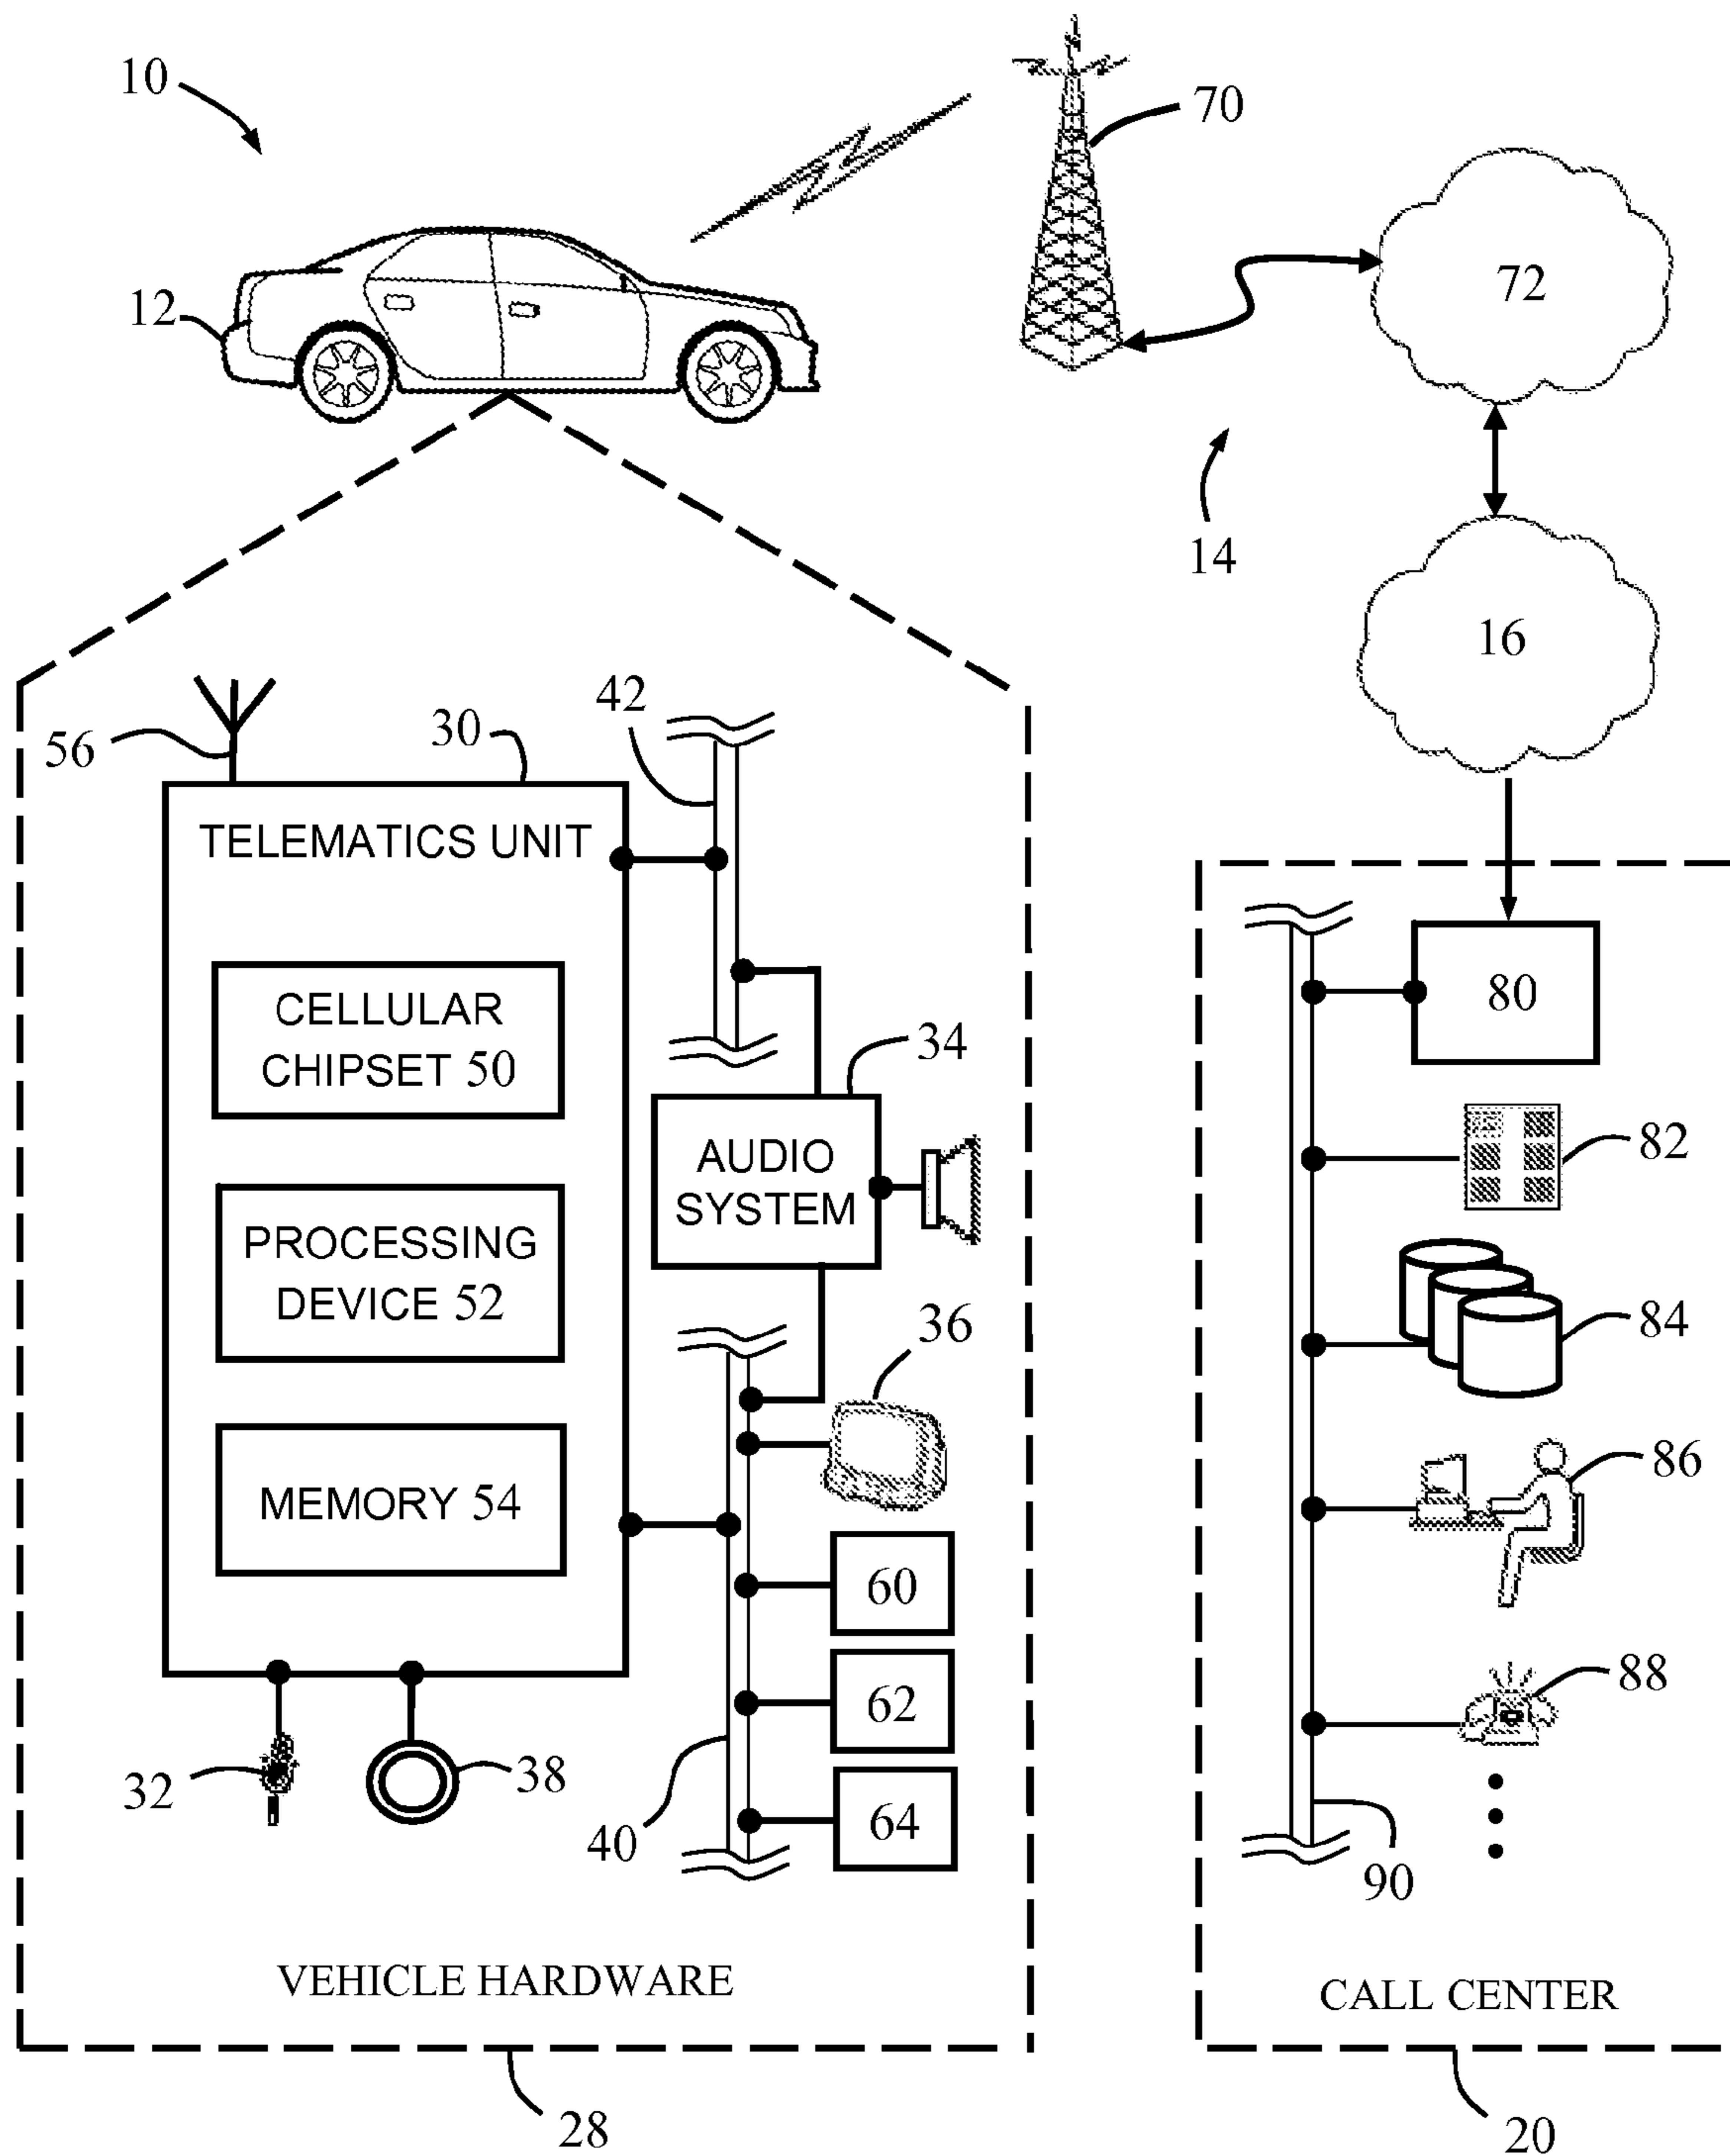 10
70
72
12
14
16
42
30
56
TELEMATICS UNIT
CELLULAR
CHIPSET 50
34
AUDIO
SYSTEM
PROCESSING
DEVICE 52
36
MEMORY 54
60
62
64
32
38
40
VEHICLE HARDWARE
28
80
82
84
86
88
90
CALL CENTER
20